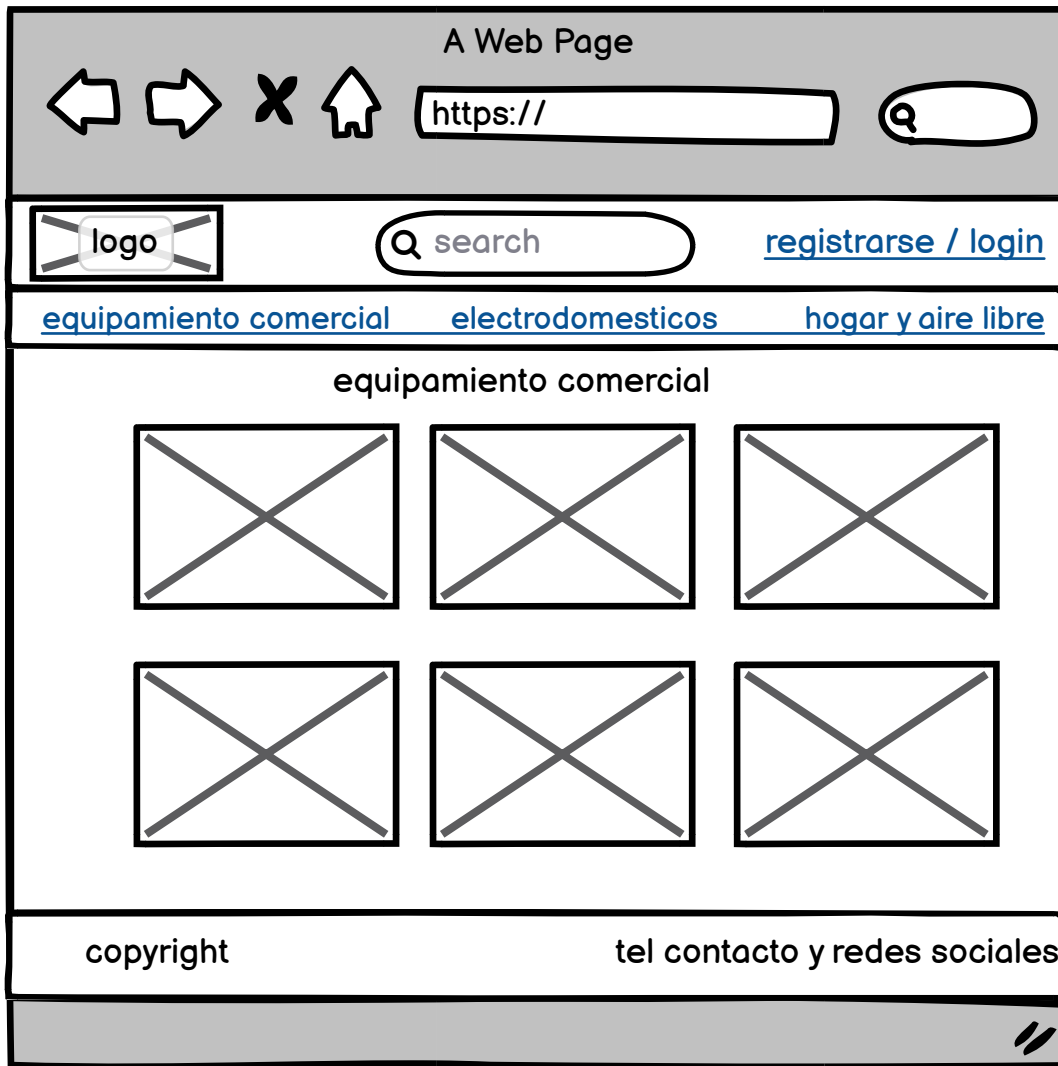 A Web Page
https://
logo
search
registrarse / login
equipamiento comercial electrodomesticos hogar y aire libre
equipamiento comercial
copyright
tel contacto y redes sociales